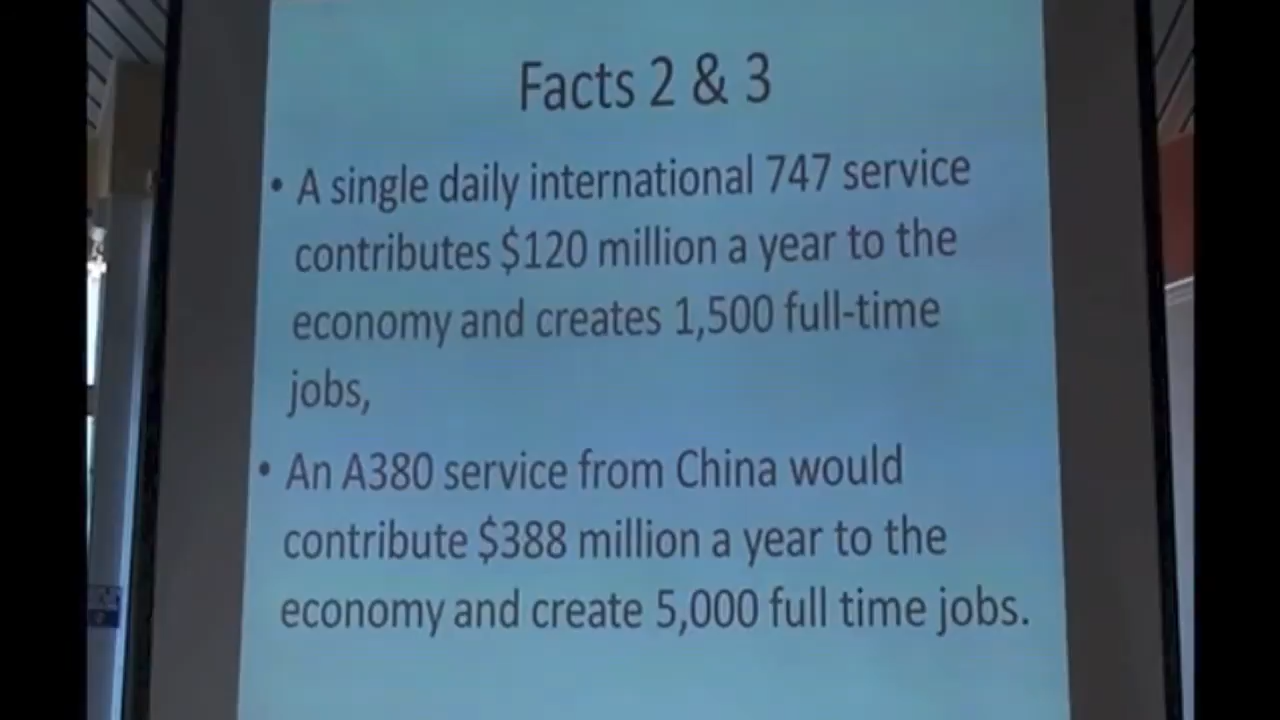 Facts 2 & 3
• A single daily international 747 service
contributes $120 million a year to the
economy and creates 1,500 full-time
jobs,
• An A380 service from China would
contribute $388 million a year to the
economy and create 5,000 full time jobs.